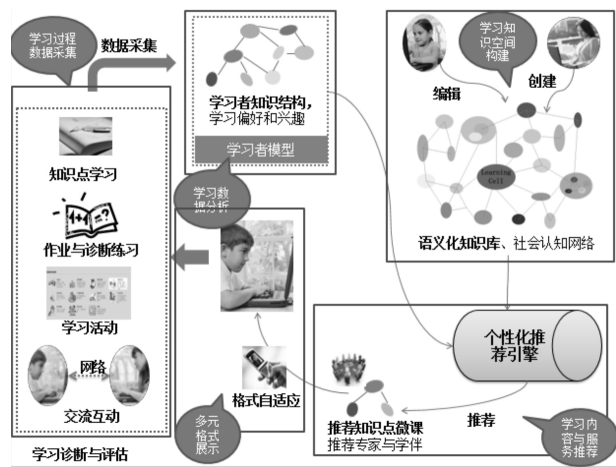 学习过程
数据采集
数据采集
知识点学习
1+1=?
作业与诊断练习
学习活动
网络
交流互动
学习诊断与评估
学习者知识结构，
学习偏好和兴趣
学习者模型
学习数
据分析
格式自适应
多元
格式
展示
学习知
识空间
构建
编辑
创建
Learning
Cell
语义化知识库、社会认知网络
个性化推
荐引擎
推荐
推荐知识点微课
推荐专家与学伴
学习内
容与服
务推荐